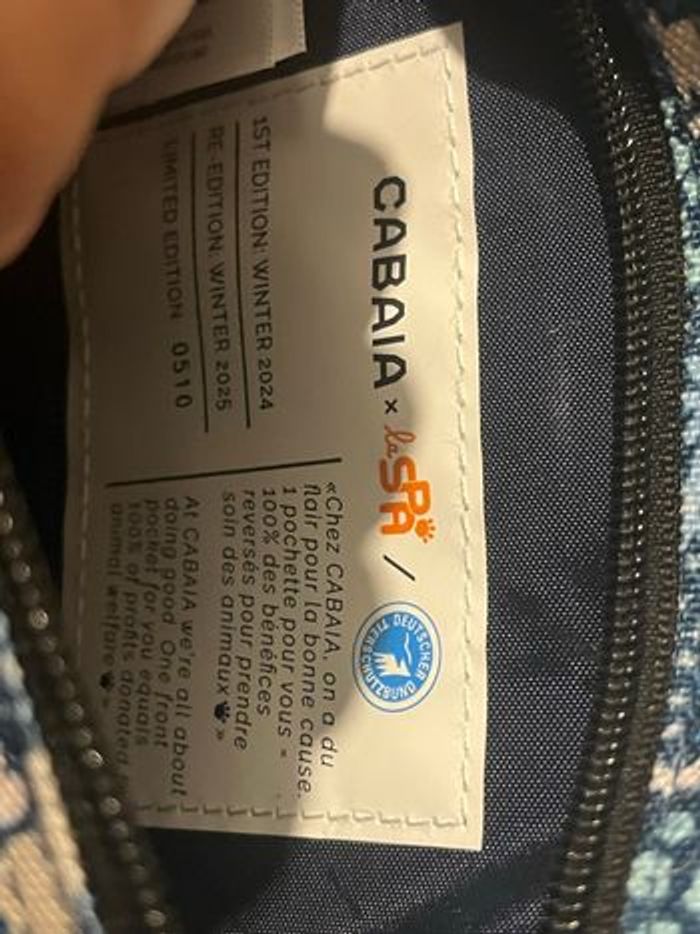 CABAIA × la SPA / DEUTSCHER TIERSCHUTZBUND
1ST EDITION: WINTER 2024
RE-EDITION: WINTER 2025
LIMITED EDITION 0510
«Chez CABAIA, on a du
flair pour la bonne cause.
1 pochette pour vous =
100% des bénéfices
reversés pour prendre
soin des animaux »
At CABAIA we're all about
doing good. One front
pocket for you equals
of profits donated
welfare »